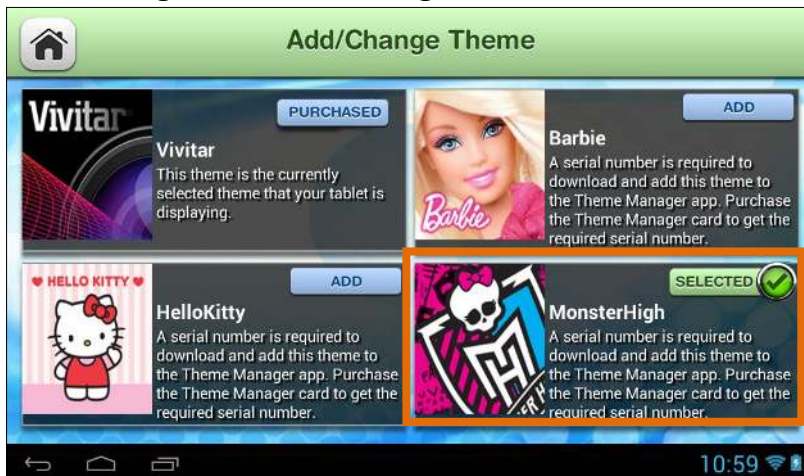 Add/Change Theme
Vivitar
PURCHASED
Vivitar
This theme is the currently
selected theme that your tablet is
displaying.
Barbie
ADD
Barbie
A serial number is required to
download and add this theme to
the Theme Manager app. Purchase
the Theme Manager card to get the
required serial number.
HELLO KITTY
ADD
HelloKitty
A serial number is required to
download and add this theme to
the Theme Manager app. Purchase
the Theme Manager card to get the
required serial number.
SELECTED
MonsterHigh
A serial number is required to
download and add this theme to
the Theme Manager app. Purchase
the Theme Manager card to get the
required serial number.
10:59